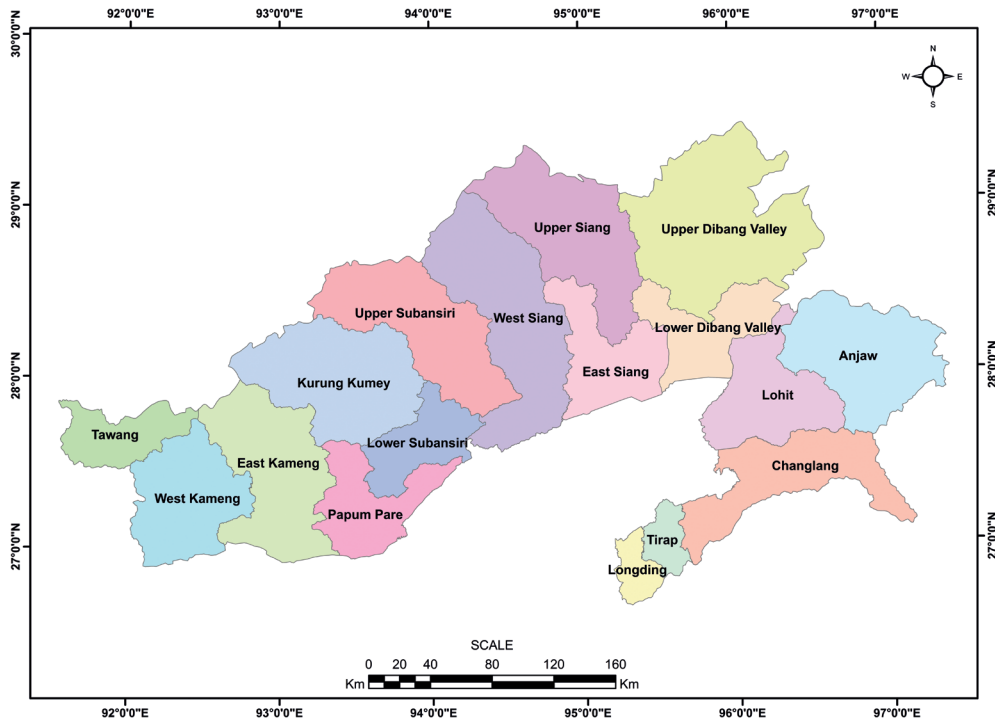 92°0'0"E 93°0'0"E 94°0'0"E 95°0'0"E 96°0'0"E 97°0'0"E
30°0'0"N
N
W E
S
29°0'0"N
29°0'0"N
Upper Siang
Upper Dibang Valley
Upper Subansiri
West Siang
Lower Dibang Valley
Anjaw
28°0'0"N
28°0'0"N
East Siang
Kurung Kumey
Lohit
Tawang
Lower Subansiri
East Kameng
Changlang
West Kameng
Papum Pare
27°0'0"N
27°0'0"N
Tirap
Longding
SCALE
0 20 40 80 120 160
Km Km
92°0'0"E 93°0'0"E 94°0'0"E 95°0'0"E 96°0'0"E 97°0'0"E